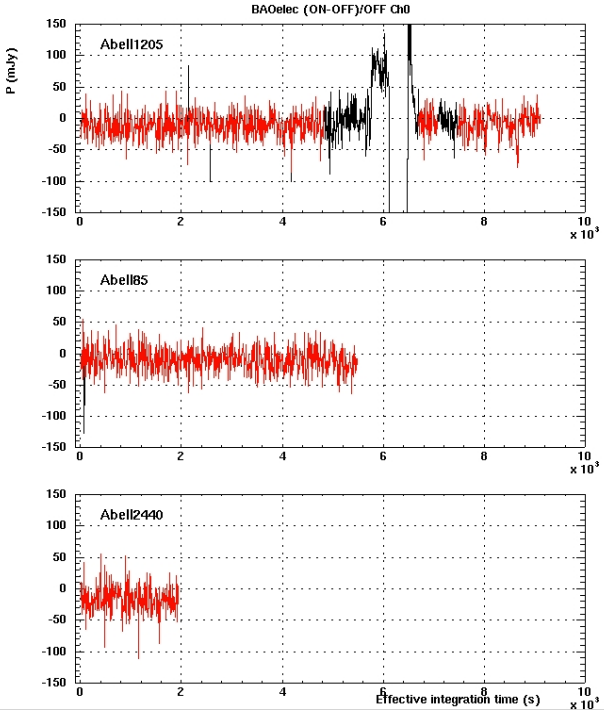 BAOelec (ON-OFF)/OFF Ch0
P (mJy)
Abell1205
150
100
50
0
-50
-100
-150
0 2 4 6 8 10
x 10³
Abell85
150
100
50
0
-50
-100
-150
0 2 4 6 8 10
x 10³
Abell2440
150
100
50
0
-50
-100
-150
0 2 4 6 8 10
Effective integration time (s) x 10³